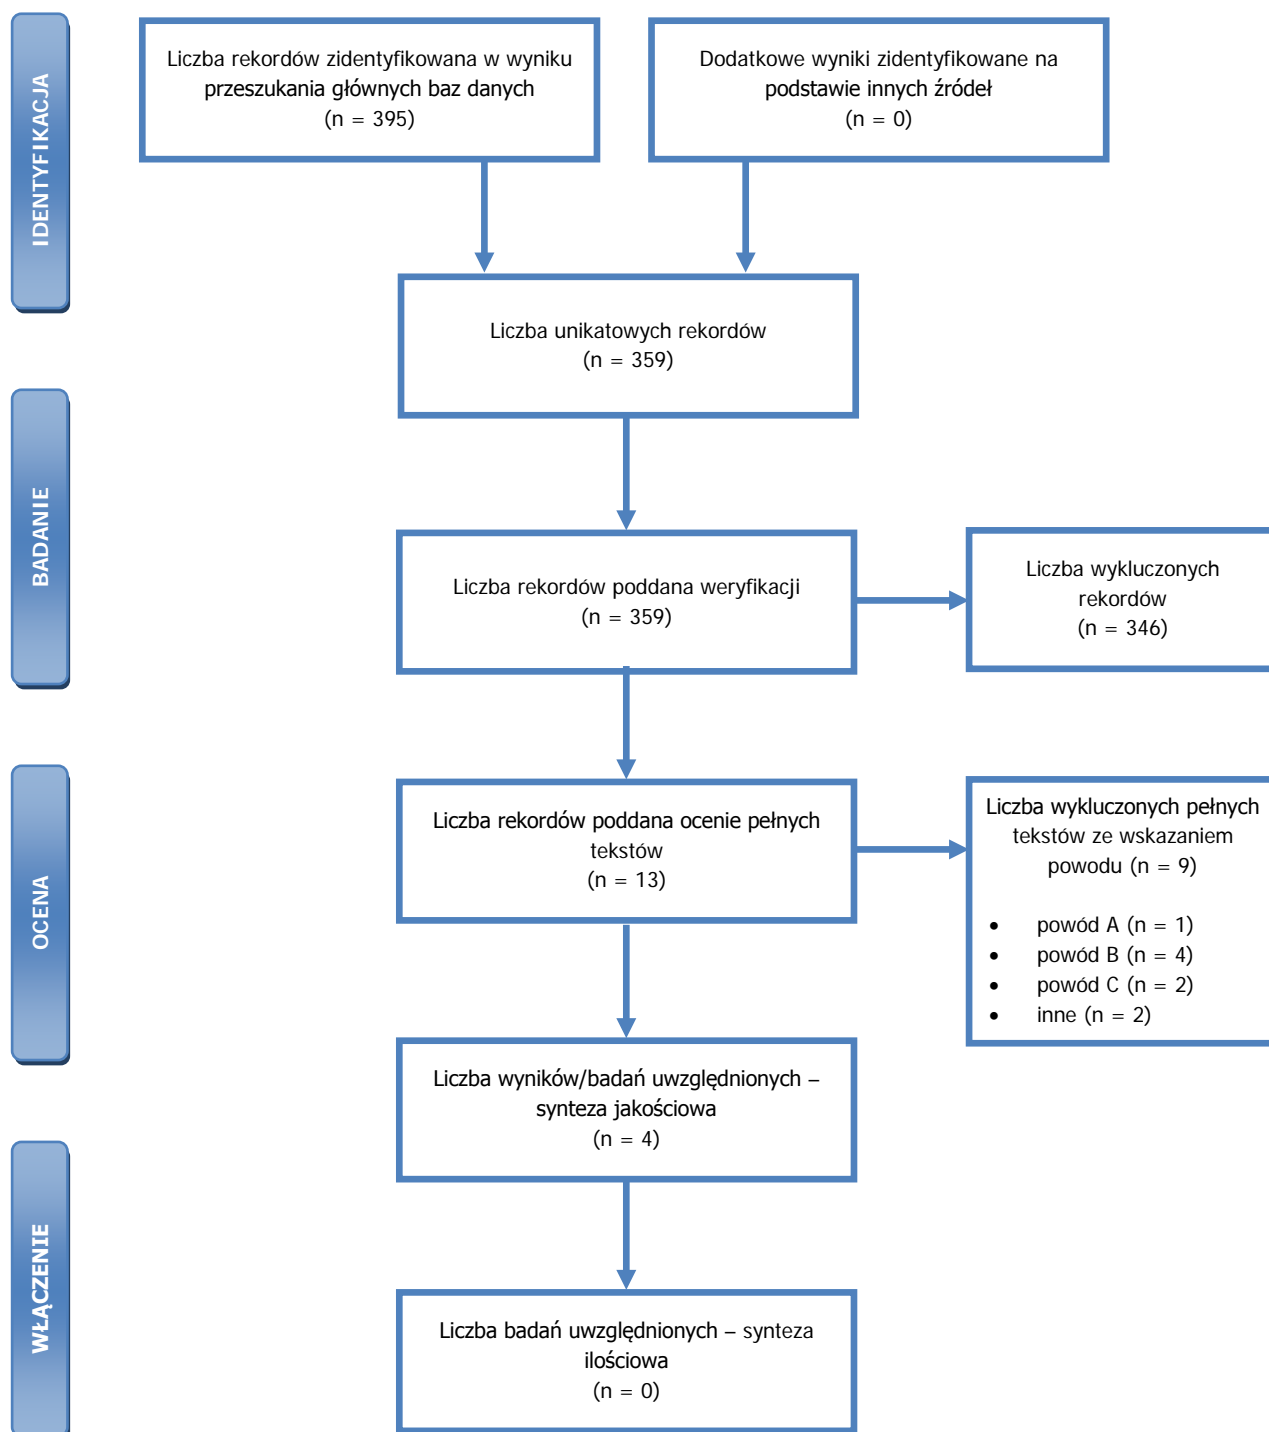 IDENTYFIKACJA
Liczba rekordów zidentyfikowana w wyniku
przeszukania głównych baz danych
(n = 395)
Dodatkowe wyniki zidentyfikowane na
podstawie innych źródeł
(n = 0)
Liczba unikatowych rekordów
(n = 359)
BADANIE
Liczba rekordów poddana weryfikacji
(n = 359)
Liczba wykluczonych
rekordów
(n = 346)
OCENA
Liczba rekordów poddana ocenie pełnych
tekstów
(n = 13)
Liczba wykluczonych pełnych
tekstów ze wskazaniem
powodu (n = 9)
• powód A (n = 1)
• powód B (n = 4)
• powód C (n = 2)
• inne (n = 2)
Liczba wyników/badań uwzględnionych –
synteza jakościowa
(n = 4)
WŁĄCZENIE
Liczba badań uwzględnionych – synteza
ilościowa
(n = 0)